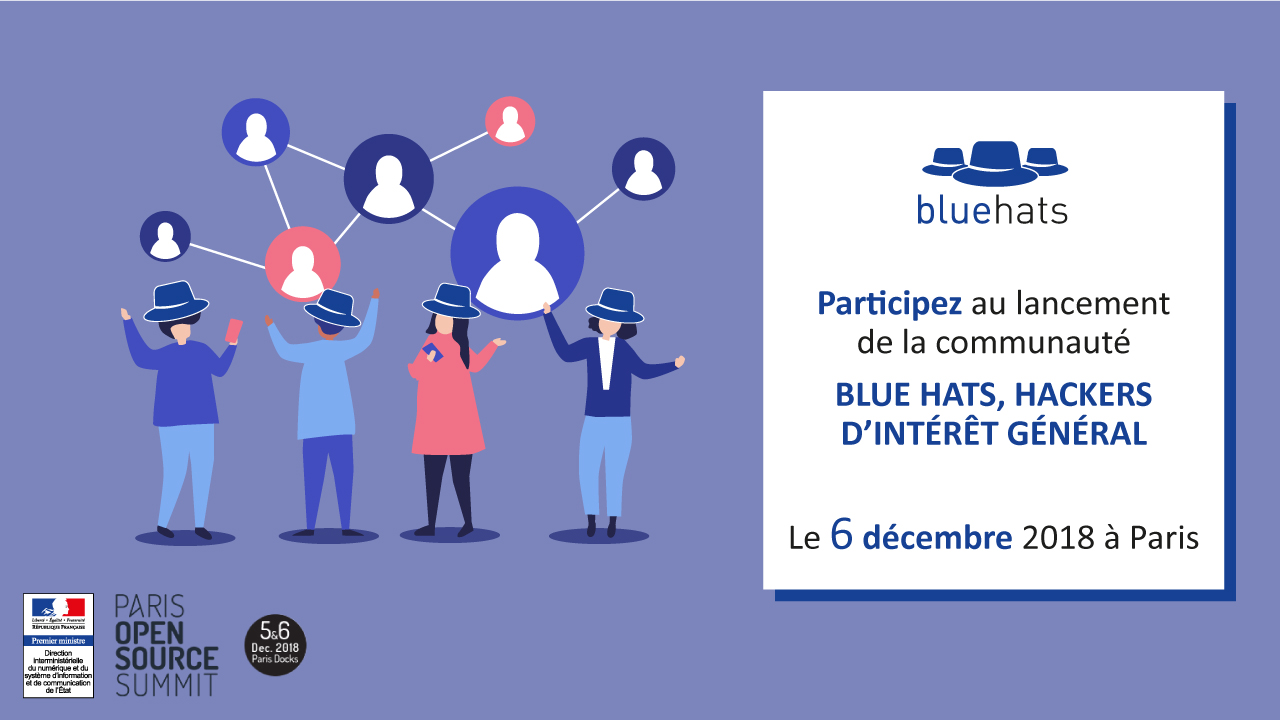 bluehats
Participez au lancement
de la communauté
BLUE HATS, HACKERS
D'INTÉRÊT GÉNÉRAL
Le 6 décembre 2018 à Paris
Liberté • Égalité • Fraternité
RÉPUBLIQUE FRANÇAISE
Premier ministre
Direction
interministérielle
du numérique et du
système d'information
et de communication
de l'État
PARIS
OPEN
SOURCE
SUMMIT
5&6
Dec. 2018
Paris Docks